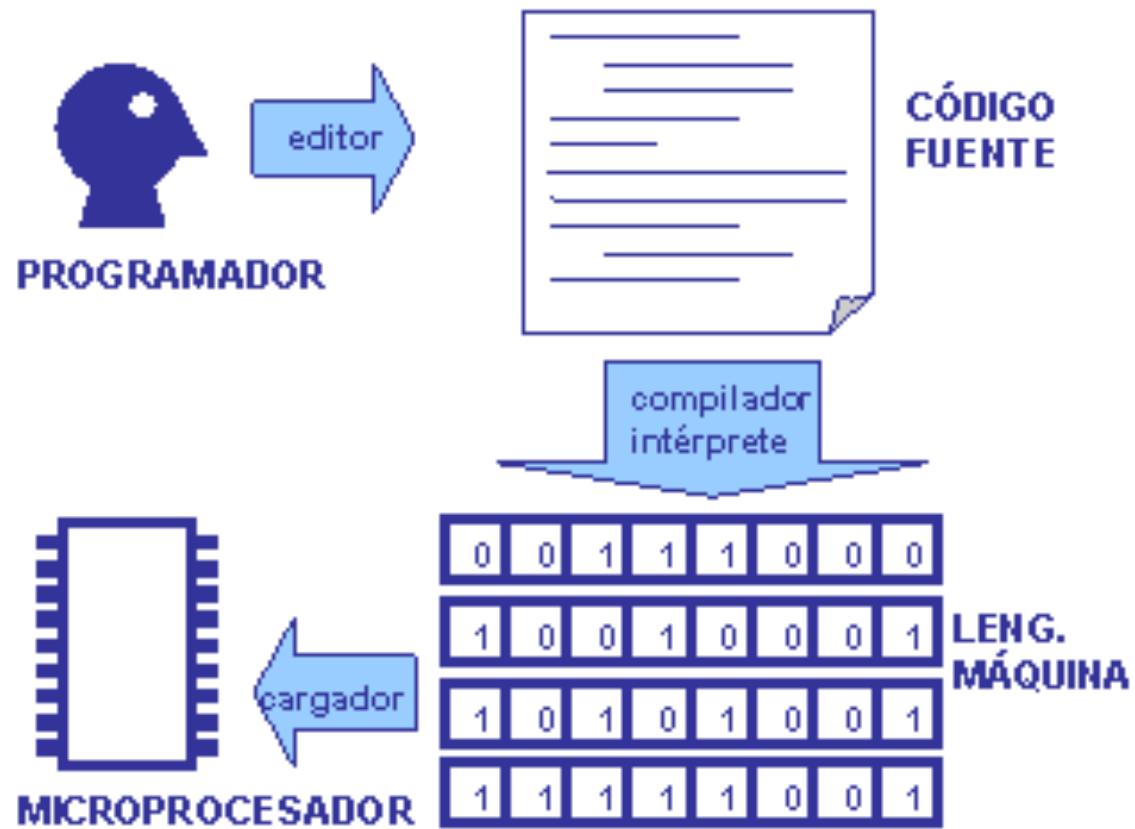 editor
CÓDIGO
FUENTE
PROGRAMADOR
compilador
intérprete
0 0 1 1 1 0 0 0
1 0 0 1 0 0 0 1
LENG.
MÁQUINA
cargador
1 0 1 0 1 0 0 1
1 1 1 1 1 0 0 1
MICROPROCESADOR